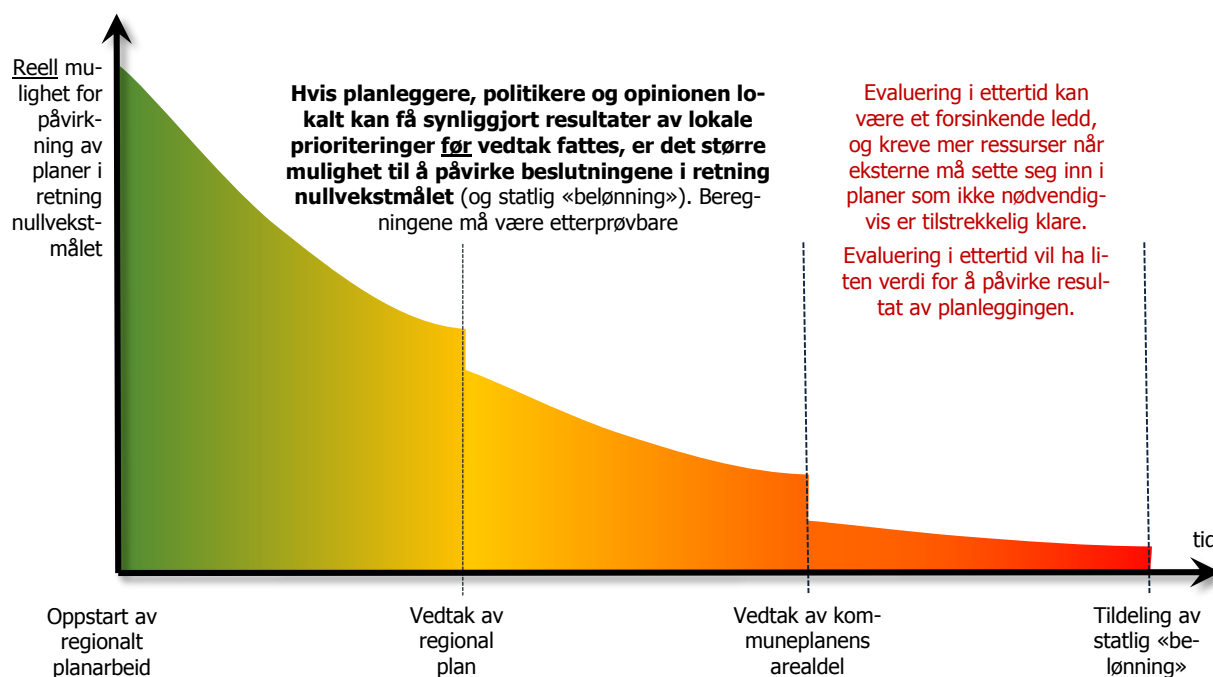 Reell mu-
lighet for
påvirk-
ning av
planer i
retning
nullvekst-
målet
Hvis planleggere, politikere og opinionen lo-
kalt kan få synliggjort resultater av lokale
prioriteringer før vedtak fattes, er det større
mulighet til å påvirke beslutningene i retning
nullvekstmålet (og statlig «belønning»). Bereg-
ningene må være etterprøvbare
Evaluering i ettertid kan
være et forsinkende ledd,
og kreve mer ressurser når
eksterne må sette seg inn i
planer som ikke nødvendig-
vis er tilstrekkelig klare.
Evaluering i ettertid vil ha li-
ten verdi for å påvirke resul-
tat av planleggingen.
tid
Oppstart av
regionalt
planarbeid
Vedtak av
regional
plan
Vedtak av kom-
muneplanens
arealdel
Tildeling av
statlig «be-
lønning»